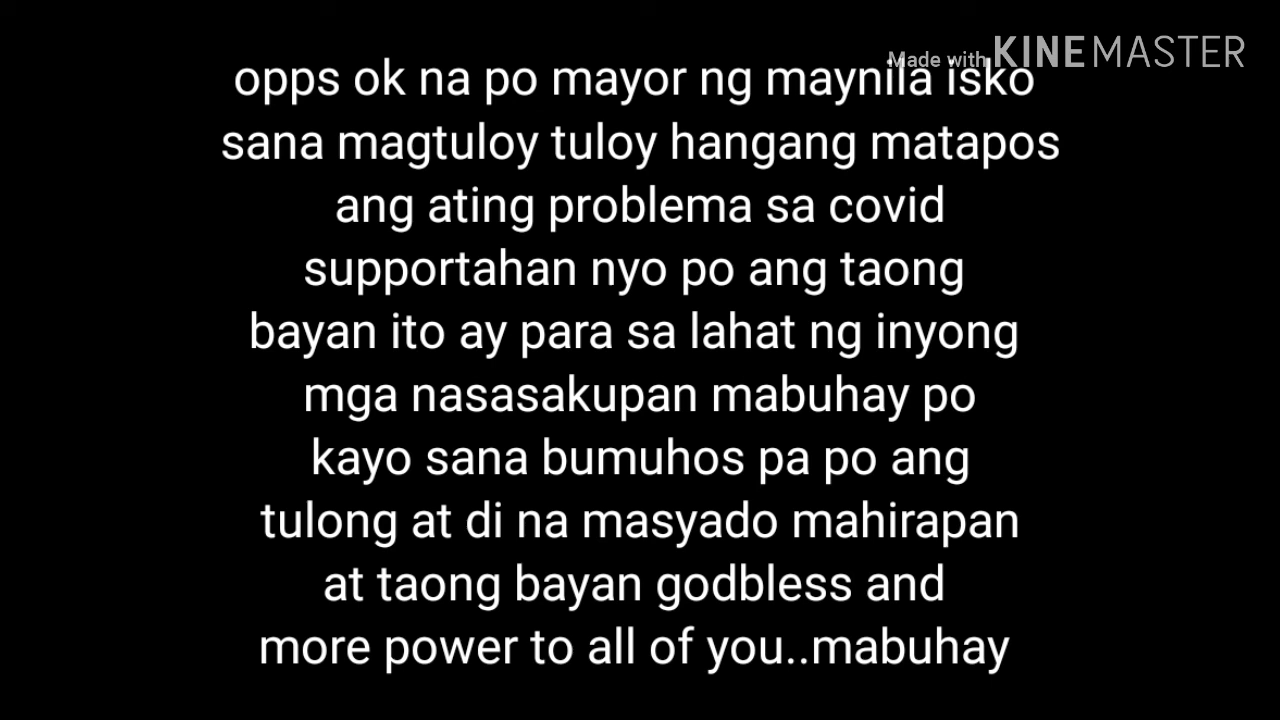 Made with KINEMASTER
opps ok na po mayor ng maynila isko
sana magtuloy tuloy hangang matapos
ang ating problema sa covid
supportahan nyo po ang taong
bayan ito ay para sa lahat ng inyong
mga nasasakupan mabuhay po
kayo sana bumuhos pa po ang
tulong at di na masyado mahirapan
at taong bayan godbless and
more power to all of you..mabuhay